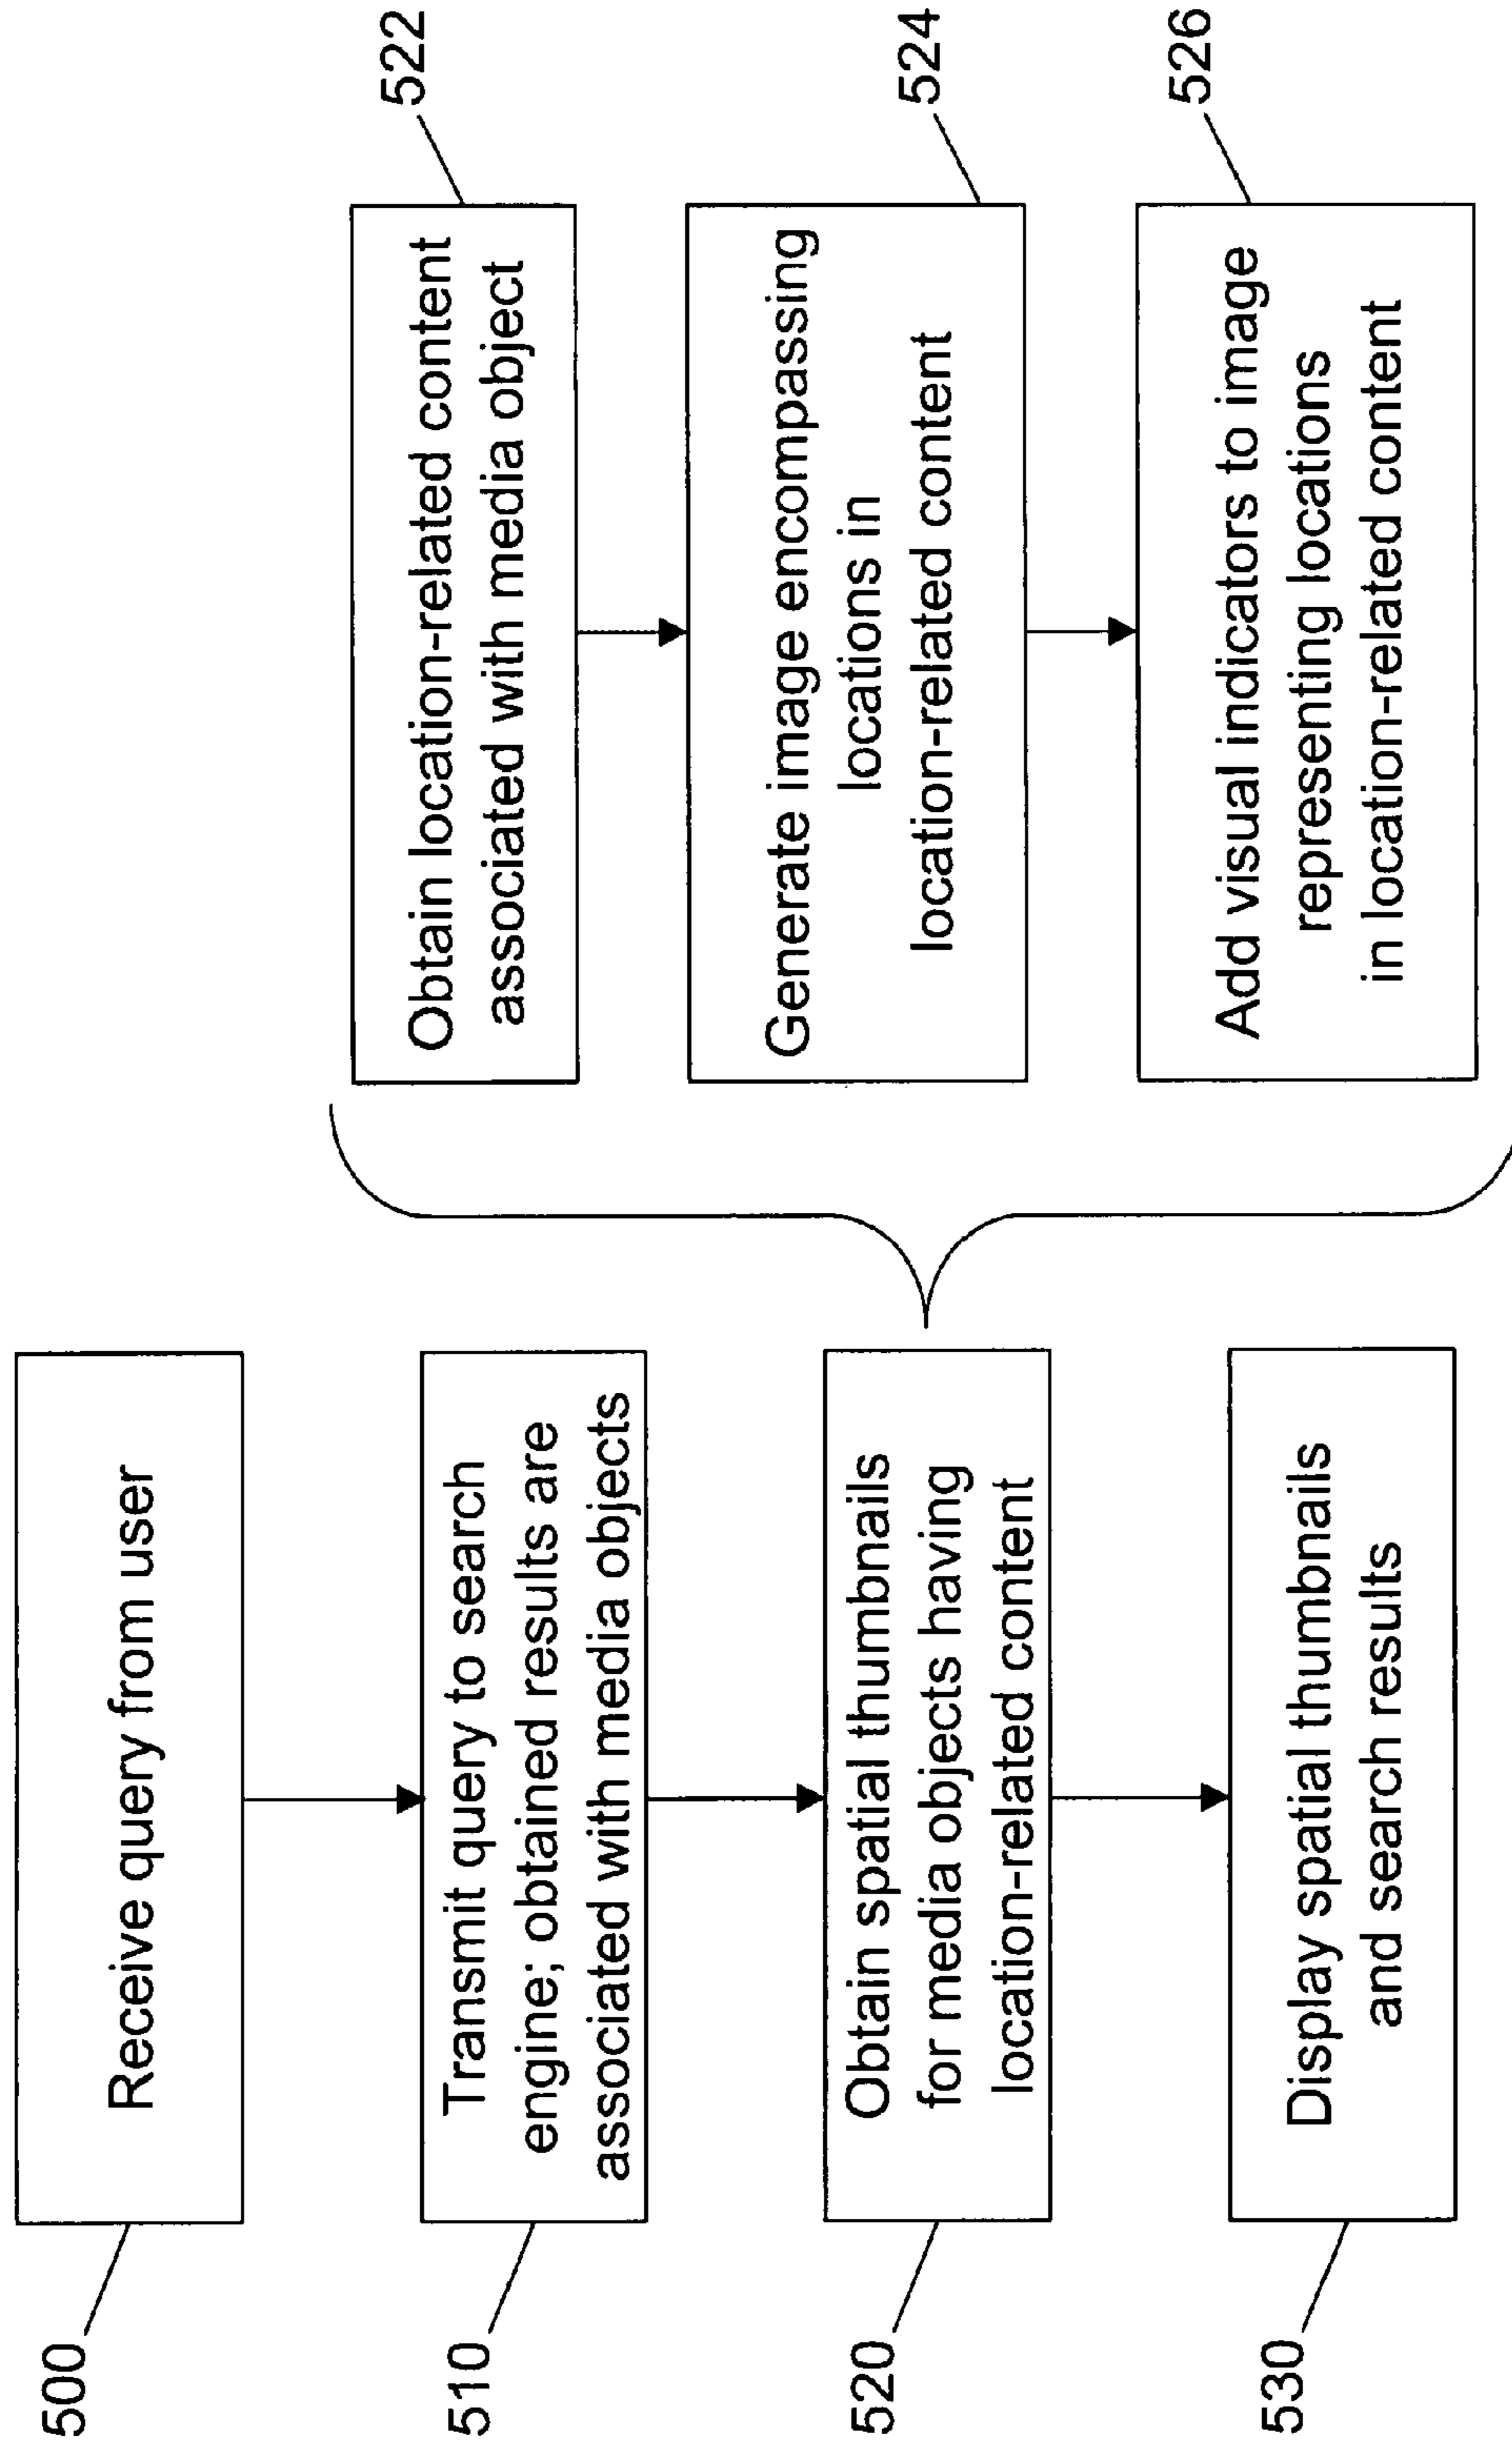 500
Receive query from user
510
Transmit query to search
engine; obtained results are
associated with media objects
520
Obtain spatial thumbnails
for media objects having
location-related content
530
Display spatial thumbnails
and search results
522
Obtain location-related content
associated with media object
524
Generate image encompassing
locations in
location-related content
526
Add visual indicators to image
representing locations
in location-related content